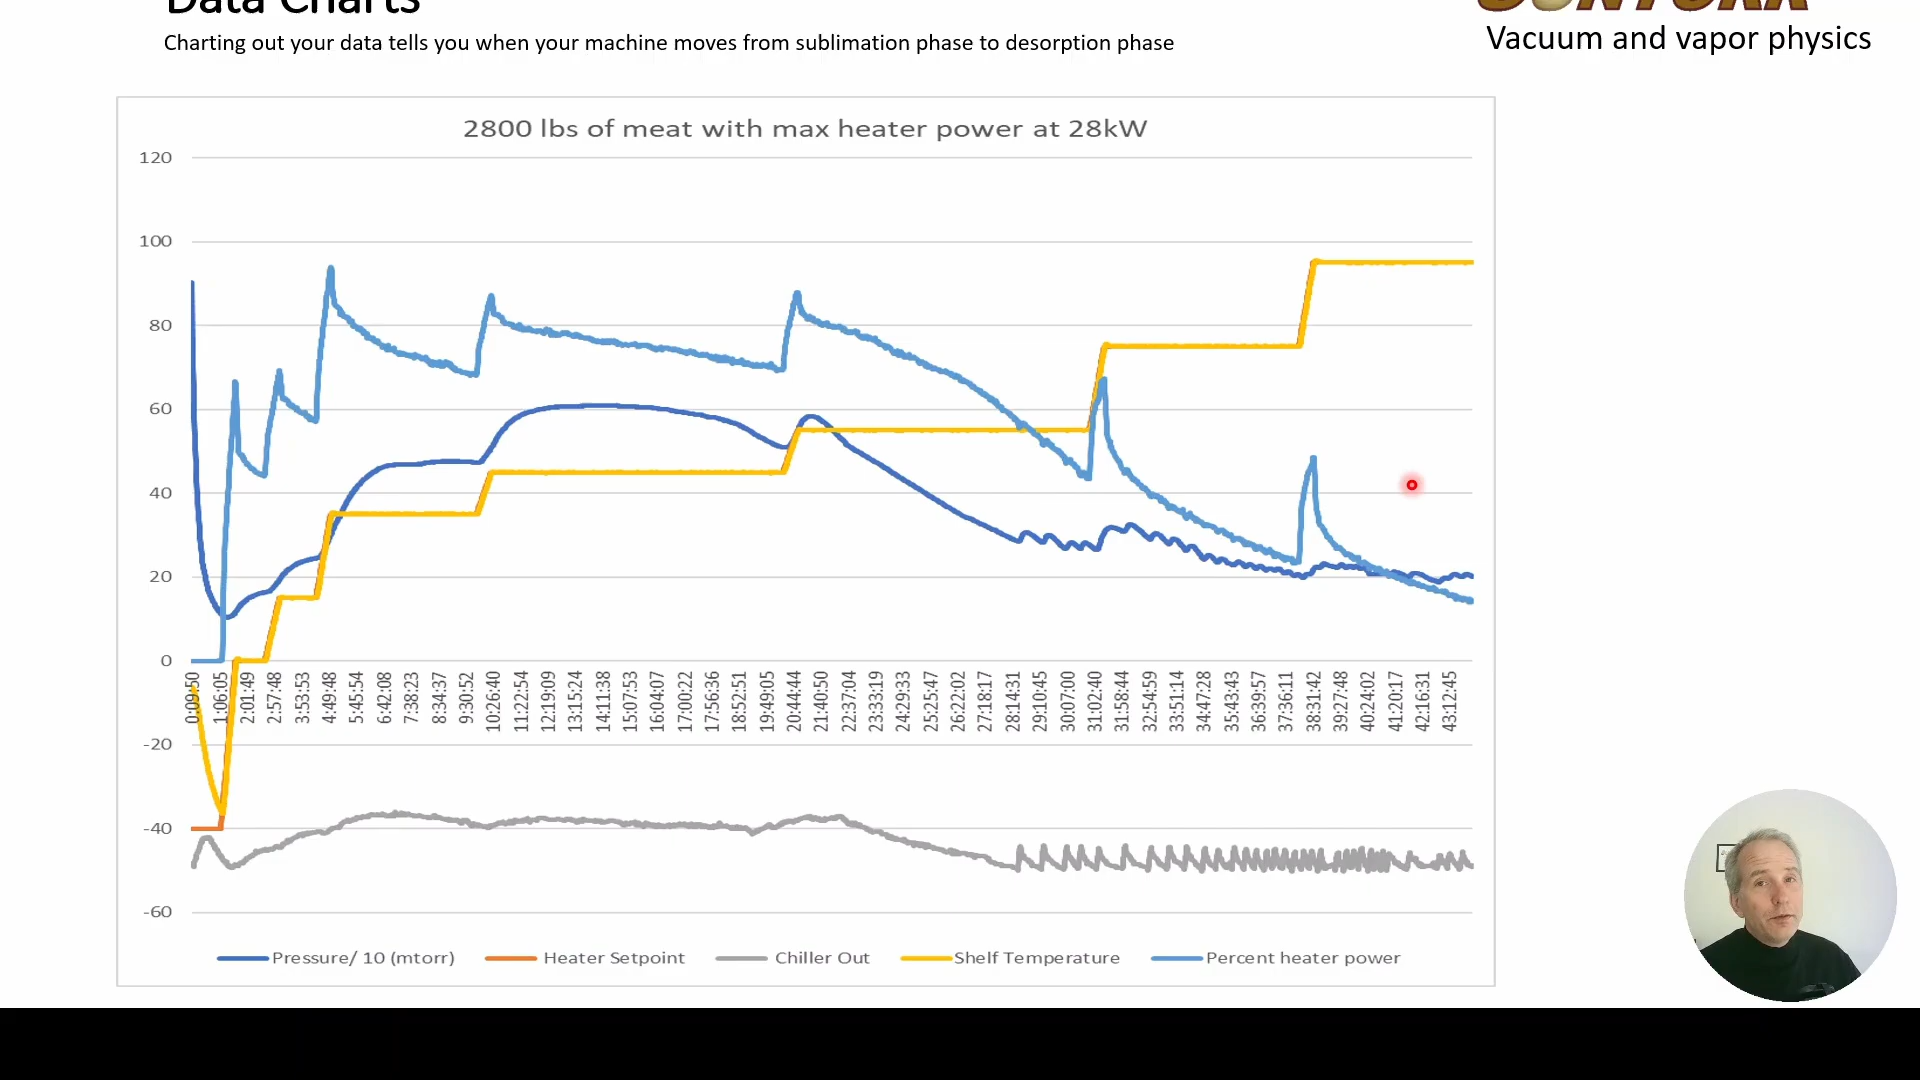 Data Charts
Charting out your data tells you when your machine moves from sublimation phase to desorption phase
Vacuum and vapor physics
2800 lbs of meat with max heater power at 28kW
120
100
80
60
40
20
0
-20
-40
-60
0:09:50 1:06:05 2:01:49 2:57:48 3:53:53 4:49:48 5:45:54 6:42:08 7:38:23 8:34:37 9:30:52 10:26:40 11:22:54 12:19:09 13:15:24 14:11:38 15:07:53 16:04:07 17:00:22 17:56:36 18:52:51 19:49:05 20:44:44 21:40:50 22:37:04 23:33:19 24:29:33 25:25:47 26:22:02 27:18:17 28:14:31 29:10:45 30:07:00 31:02:40 31:58:44 32:54:59 33:51:14 34:47:28 35:43:43 36:39:57 37:36:11 38:31:42 39:27:48 40:24:02 41:20:17 42:16:31 43:12:45
Pressure/ 10 (mtorr) Heater Setpoint Chiller Out Shelf Temperature Percent heater power